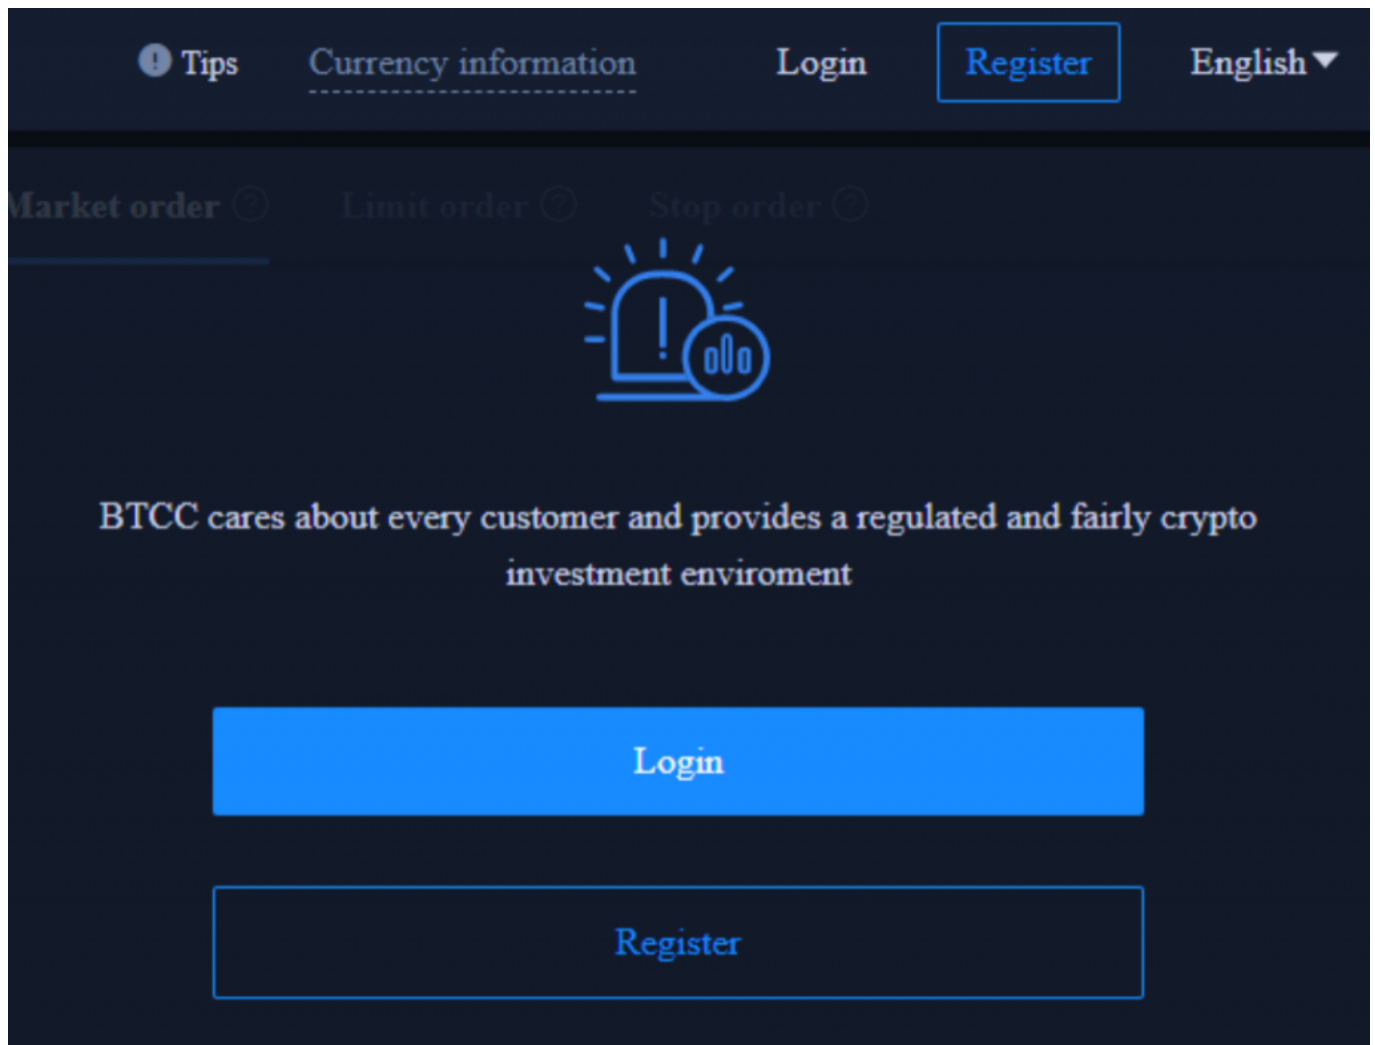 Tips Currency information Login Register English
Market order Limit order Stop order
BTCC cares about every customer and provides a regulated and fairly crypto
investment enviroment
Login
Register